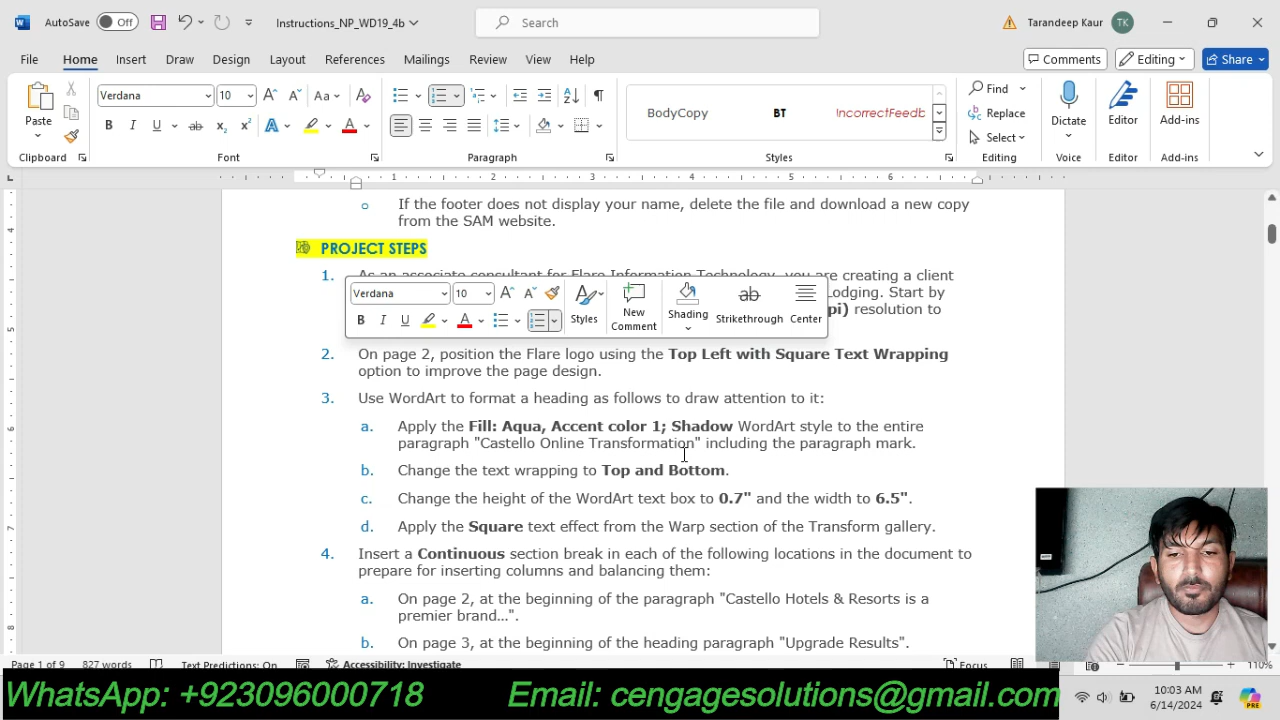 AutoSave Off Instructions_NP_WD19_4b Search Tarandeep Kaur TK
File Home Insert Draw Design Layout References Mailings Review View Help Comments Editing Share
Verdana 10 Aa BodyCopy BT IncorrectFeedb Find
Paste Replace Dictate Editor Add-ins
B I U ab x₂ x² A A Select
Clipboard Font Paragraph Styles Editing Voice Editor Add-ins
1 2 3 4 5 6 7
o If the footer does not display your name, delete the file and download a new copy
from the SAM website.
PROJECT STEPS
1. As an associate consultant for Flare Information Technology, you are creating a client
Lodging. Start by
pi) resolution to
Verdana 10 Styles New Comment Shading Strikethrough Center
B I U A ab
2. On page 2, position the Flare logo using the Top Left with Square Text Wrapping
option to improve the page design.
3. Use WordArt to format a heading as follows to draw attention to it:
a. Apply the Fill: Aqua, Accent color 1; Shadow WordArt style to the entire
paragraph "Castello Online Transformation" including the paragraph mark.
b. Change the text wrapping to Top and Bottom.
c. Change the height of the WordArt text box to 0.7" and the width to 6.5".
d. Apply the Square text effect from the Warp section of the Transform gallery.
4. Insert a Continuous section break in each of the following locations in the document to
prepare for inserting columns and balancing them:
a. On page 2, at the beginning of the paragraph "Castello Hotels & Resorts is a
premier brand...".
b. On page 3, at the beginning of the heading paragraph "Upgrade Results".
Page 1 of 9 827 words Text Predictions: On Accessibility: Investigate Focus 110%
WhatsApp: +923096000718 Email: cengagesolutions@gmail.com
10:03 AM
6/14/2024
PRE